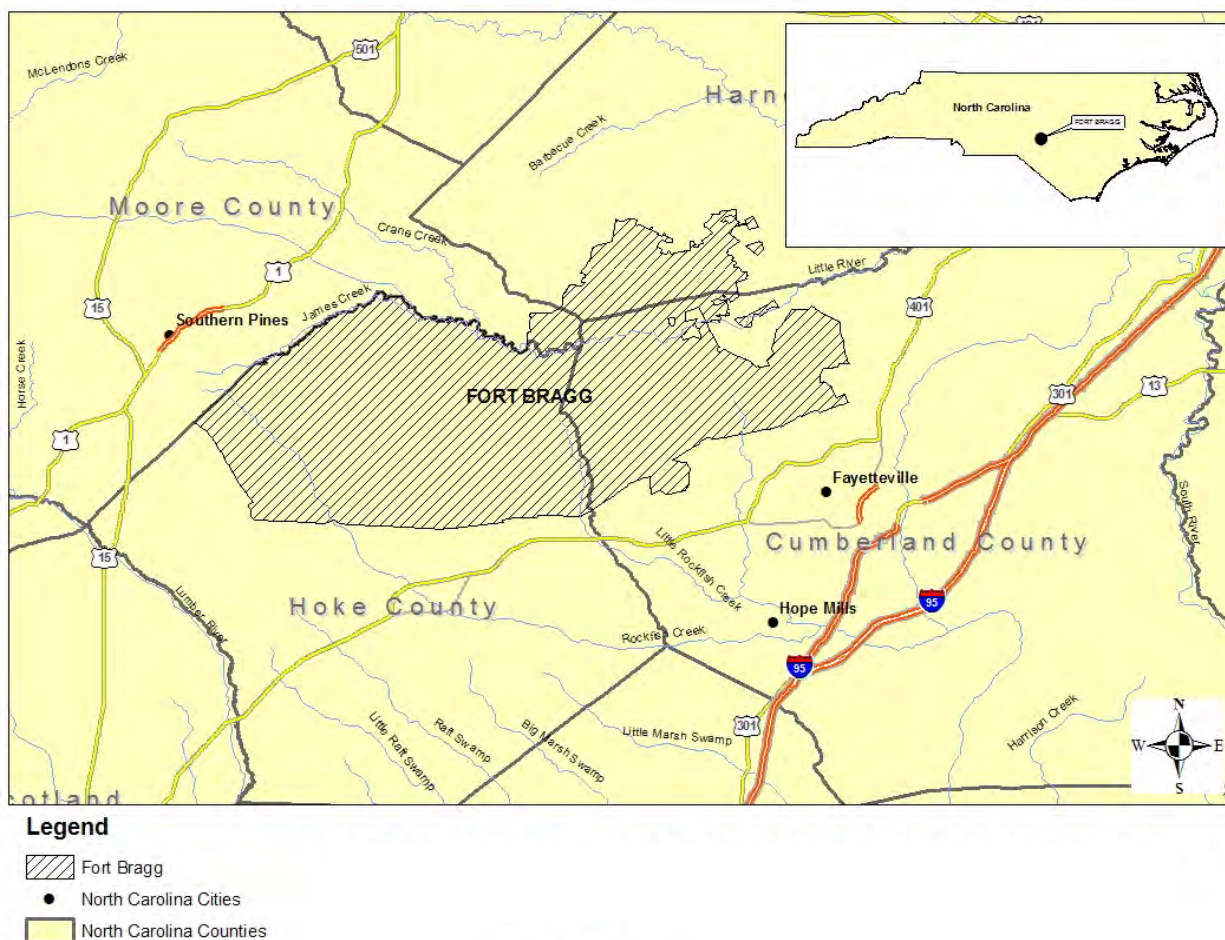 501
McLendons Creek
Harn
401
North Carolina
FORT BRAGG
Barbecue Creek
Moore County
Crane Creek
Little River
1
James Creek
15
Southern Pines
401
Horse Creek
FORT BRAGG
301
13
1
Fayetteville
South River
15
Little Rockfish Creek
Cumberland County
Lumber River
Hoke County
95
Hope Mills
Rockfish Creek
95
Little Raft Swamp
Raft Swamp
Big Marsh Swamp
Little Marsh Swamp
301
Harrison Creek
N
W
E
S
cotland
Legend
Fort Bragg
North Carolina Cities
North Carolina Counties